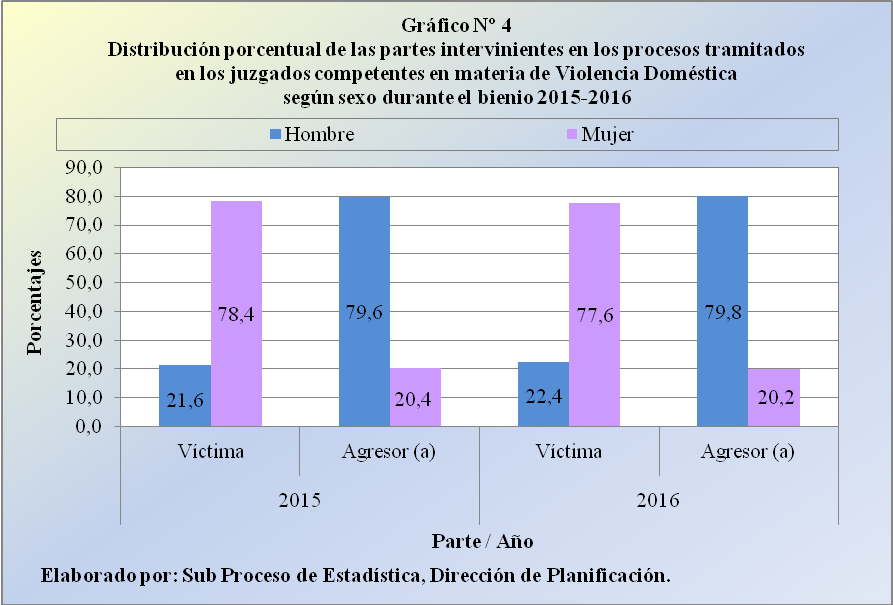 Gráfico Nº 4
Distribución porcentual de las partes intervinientes en los procesos tramitados
en los juzgados competentes en materia de Violencia Doméstica
según sexo durante el bienio 2015-2016
Hombre Mujer
90,0
80,0
70,0
60,0
50,0
40,0
30,0
20,0
10,0
0,0
Porcentajes
21,6 78,4 79,6 20,4 22,4 77,6 79,8 20,2
Víctima Agresor (a) Víctima Agresor (a)
2015 2016
Parte / Año
Elaborado por: Sub Proceso de Estadística, Dirección de Planificación.